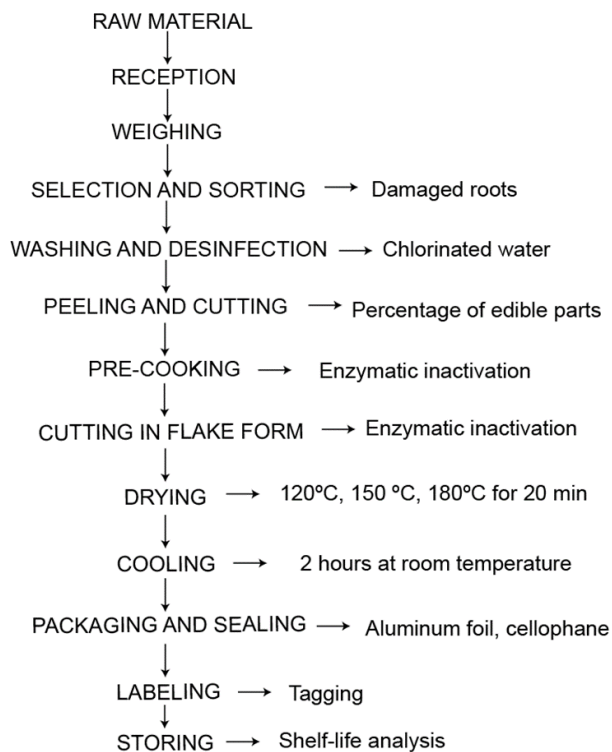 RAW MATERIAL
RECEPTION
WEIGHING
SELECTION AND SORTING → Damaged roots
WASHING AND DESINFECTION → Chlorinated water
PEELING AND CUTTING → Percentage of edible parts
PRE-COOKING → Enzymatic inactivation
CUTTING IN FLAKE FORM → Enzymatic inactivation
DRYING → 120ºC, 150 ºC, 180ºC for 20 min
COOLING → 2 hours at room temperature
PACKAGING AND SEALING → Aluminum foil, cellophane
LABELING → Tagging
STORING → Shelf-life analysis